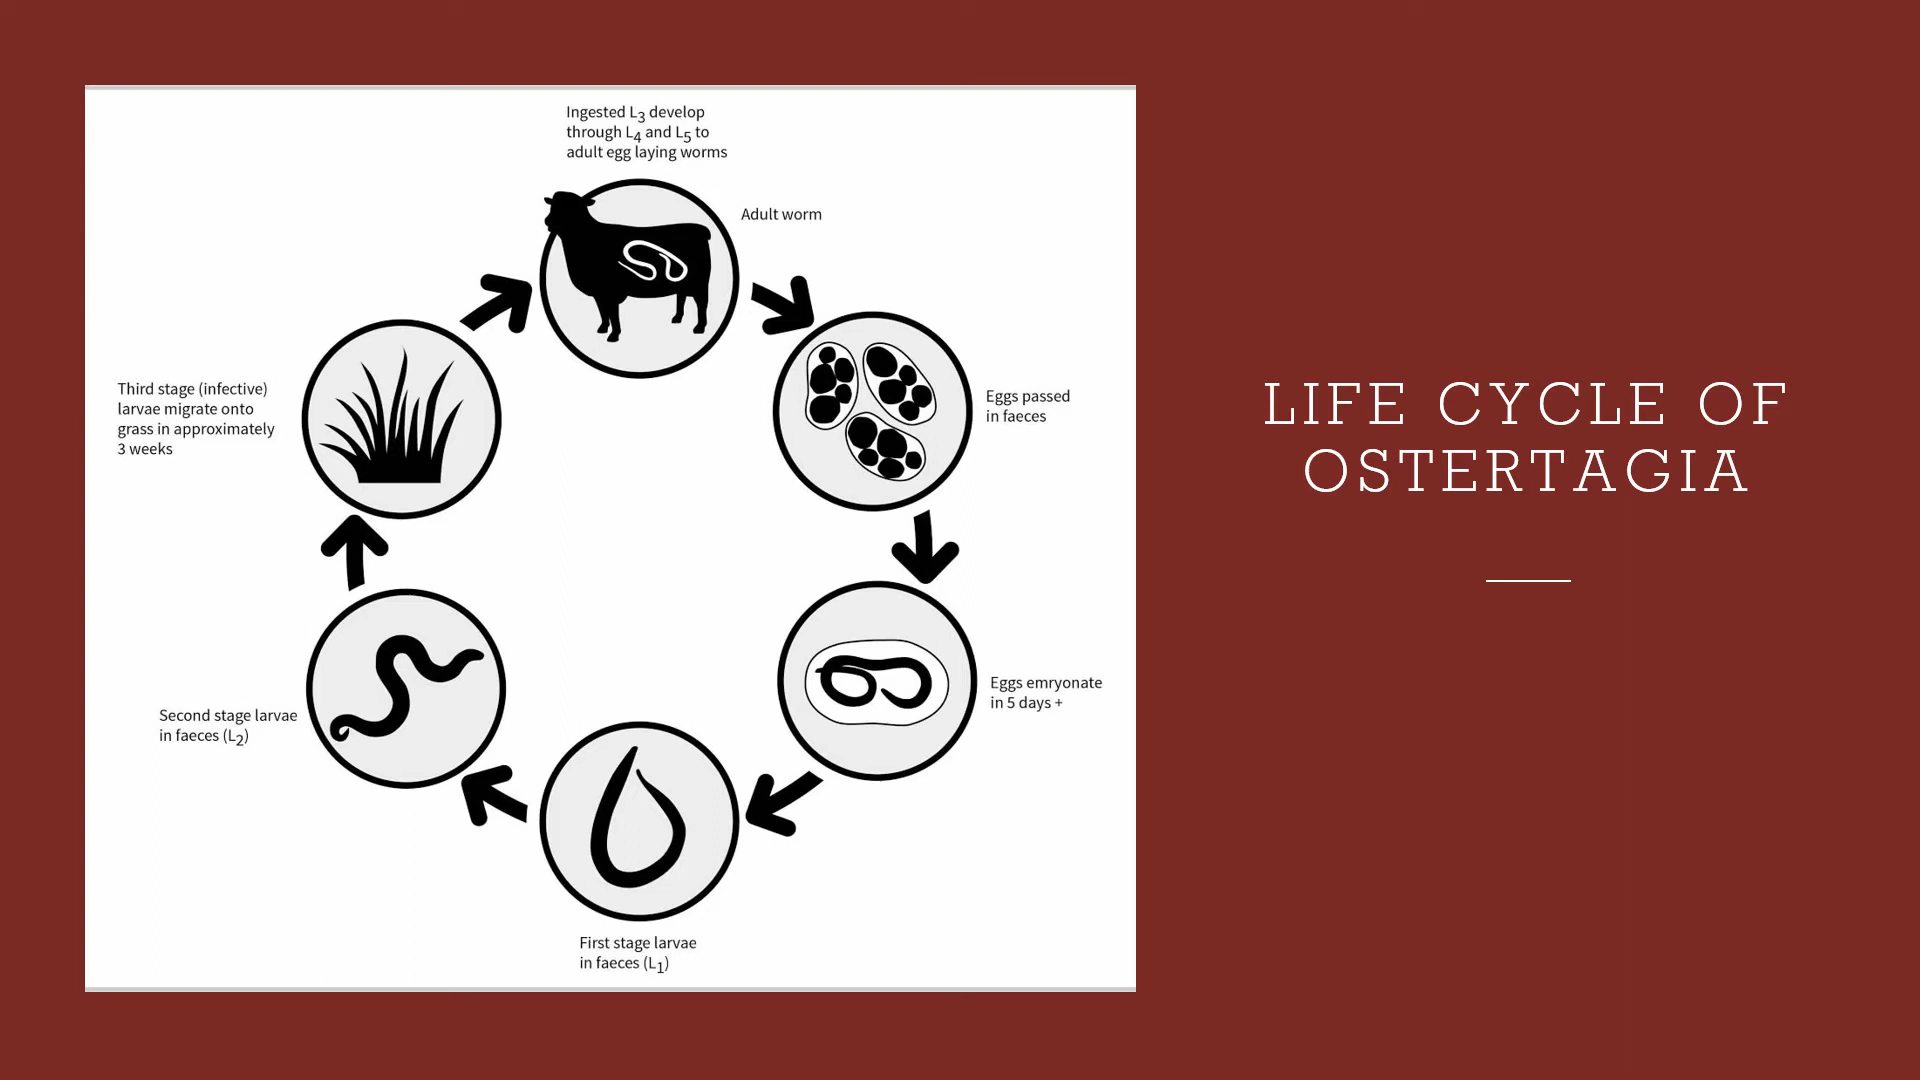 Ingested L3 develop
through L4 and L5 to
adult egg laying worms
Adult worm
Eggs passed
in faeces
Eggs emryonate
in 5 days +
First stage larvae
in faeces (L1)
Second stage larvae
in faeces (L2)
Third stage (infective)
larvae migrate onto
grass in approximately
3 weeks
LIFE CYCLE OF
OSTERTAGIA